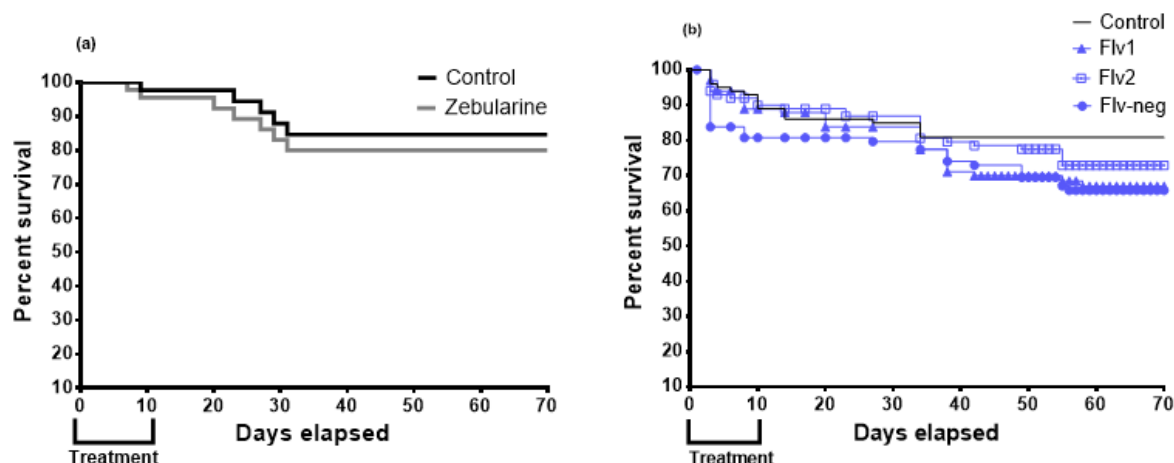 (a)
Control
Zebularine
Percent survival
100
90
80
70
60
50
40
30
20
10
0 10 20 30 40 50 60 70
Days elapsed
Treatment
(b)
Control
Flv1
Flv2
Flv-neg
Percent survival
100
90
80
70
60
50
40
30
20
10
0 10 20 30 40 50 60 70
Days elapsed
Treatment